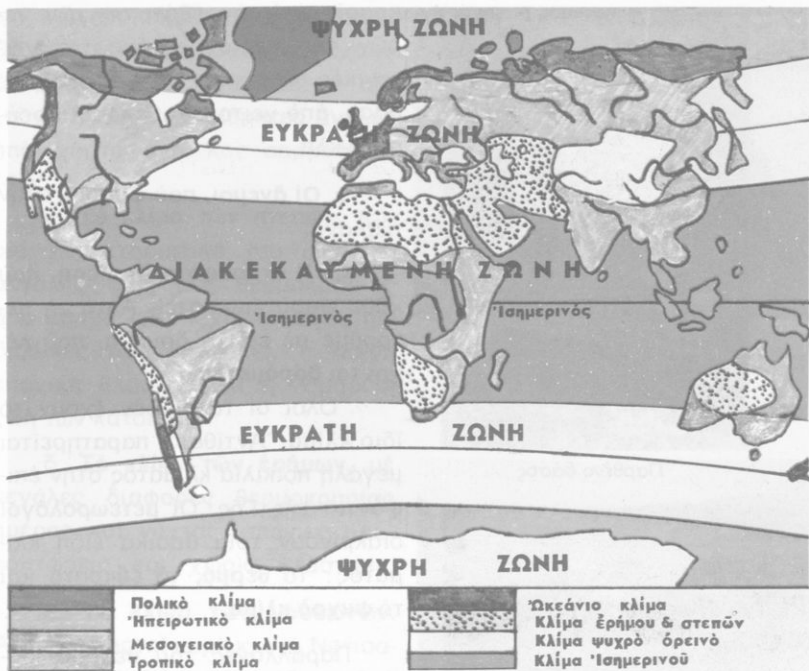 ΨΥΧΡΗ ΖΩΝΗ
ΕΥΚΡΑΤΗ ΖΩΝΗ
ΔΙΑΚΕΚΑΥΜΕΝΗ ΖΩΝΗ
Ἰσημερινὸς Ἰσημερινὸς
ΕΥΚΡΑΤΗ ΖΩΝΗ
ΨΥΧΡΗ ΖΩΝΗ
Πολικὸ κλίμα
Ἠπειρωτικὸ κλίμα
Μεσογειακὸ κλίμα
Τροπικὸ κλίμα
Ὠκεάνιο κλίμα
Κλίμα ἐρήμου & στεπῶν
Κλίμα ψυχρὸ ὀρεινὸ
Κλίμα Ἰσημερινοῦ